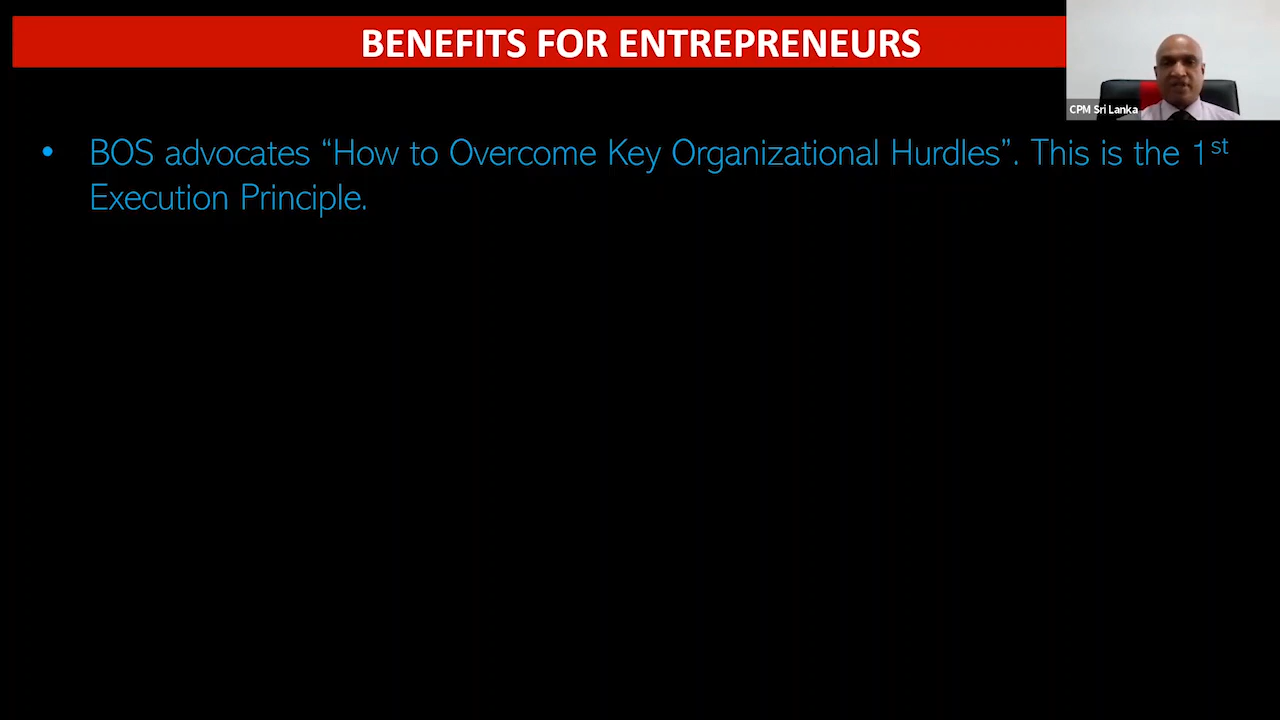 BENEFITS FOR ENTREPRENEURS
CPM Sri Lanka
• BOS advocates “How to Overcome Key Organizational Hurdles”. This is the 1st
Execution Principle.